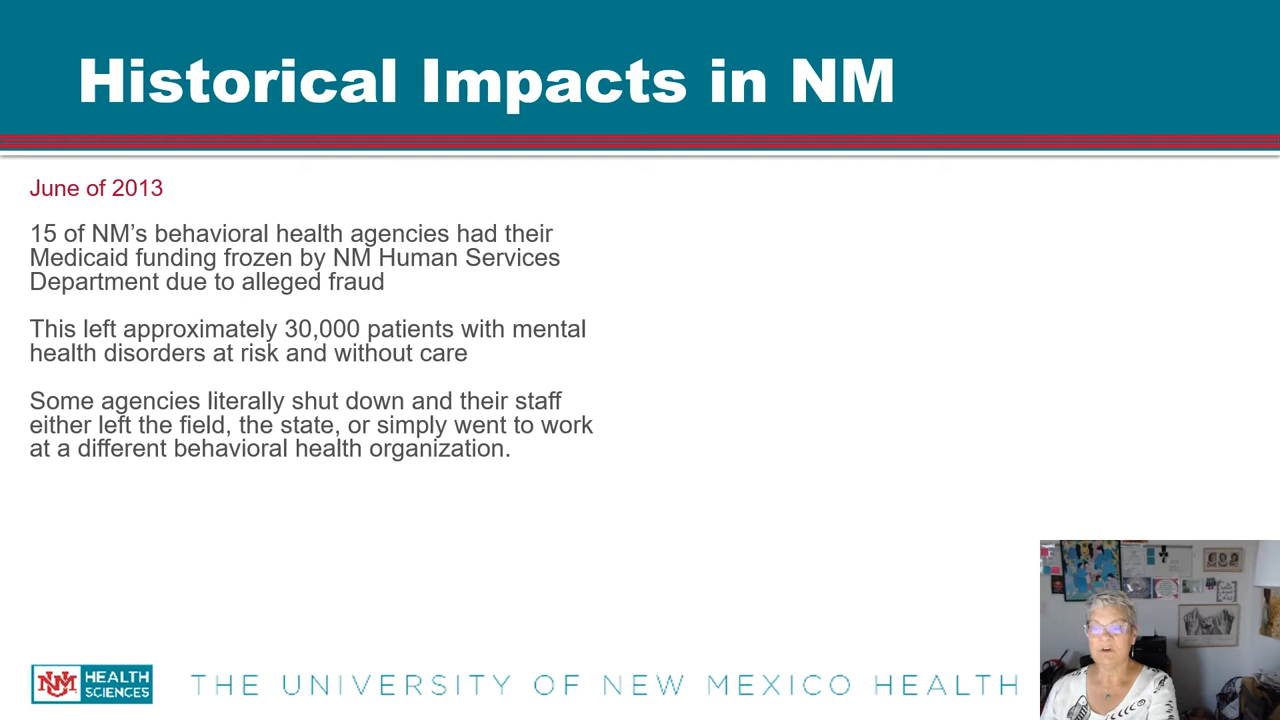 Historical Impacts in NM
June of 2013
15 of NM’s behavioral health agencies had their
Medicaid funding frozen by NM Human Services
Department due to alleged fraud
This left approximately 30,000 patients with mental
health disorders at risk and without care
Some agencies literally shut down and their staff
either left the field, the state, or simply went to work
at a different behavioral health organization.
NM HEALTH
SCIENCES
THE UNIVERSITY OF NEW MEXICO HEALTH